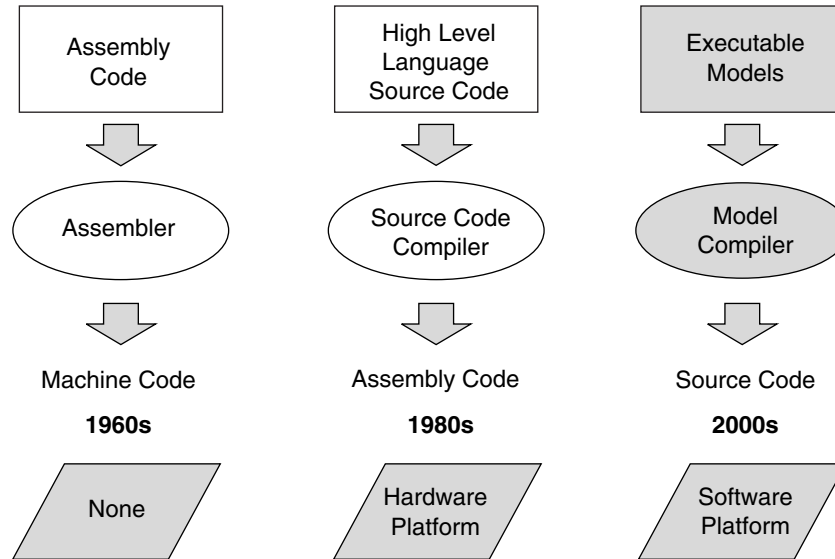 Assembly
Code
High Level
Language
Source Code
Executable
Models
Assembler
Source Code
Compiler
Model
Compiler
Machine Code
Assembly Code
Source Code
1960s
1980s
2000s
None
Hardware
Platform
Software
Platform